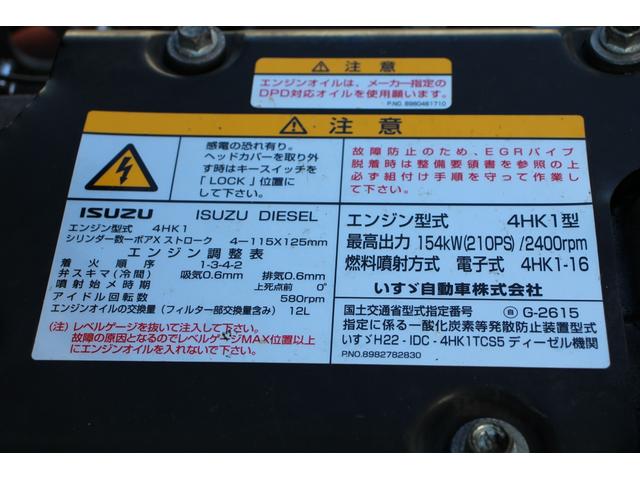 注意
エンジンオイルは、メーカー指定の
DPD対応オイルを使用願います。
P.NO. 8980461710
注意
感電の恐れ有り。
ヘッドカバーを取り外
す時はキースイッチを
「LOCK」位置に
して下さい。
故障防止のため、EGRパイプ
脱着時は整備要領書を参照の上
必ず組付け手順を守って作業し
て下さい。
ISUZU ISUZU DIESEL
エンジン型式 4HK1
シリンダー数ーボアX ストローク 4－115X125mm
エンジン調整表
着火順序 1-3-4-2
弁スキマ(冷間) 吸気0.6mm 排気0.6mm
噴射始メ時期 上死点前 0°
アイドル回転数 580rpm
エンジンオイルの交換量(フィルター部交換量含み) 12L
(注) レベルゲージを抜いて注入して下さい。
故障の原因となるのでレベルゲージMAX位置以上
にエンジンオイルを入れないで下さい。
エンジン型式 4HK1型
最高出力 154kW(210PS)/2400rpm
燃料噴射方式 電子式 4HK1-16
いすゞ自動車株式会社
国土交通省型式指定番号 自 G-2615
指定に係る一酸化炭素等発散防止装置型式
いすゞH22-IDC-4HK1TCS5 ディーゼル機関
P.NO. 8982782830